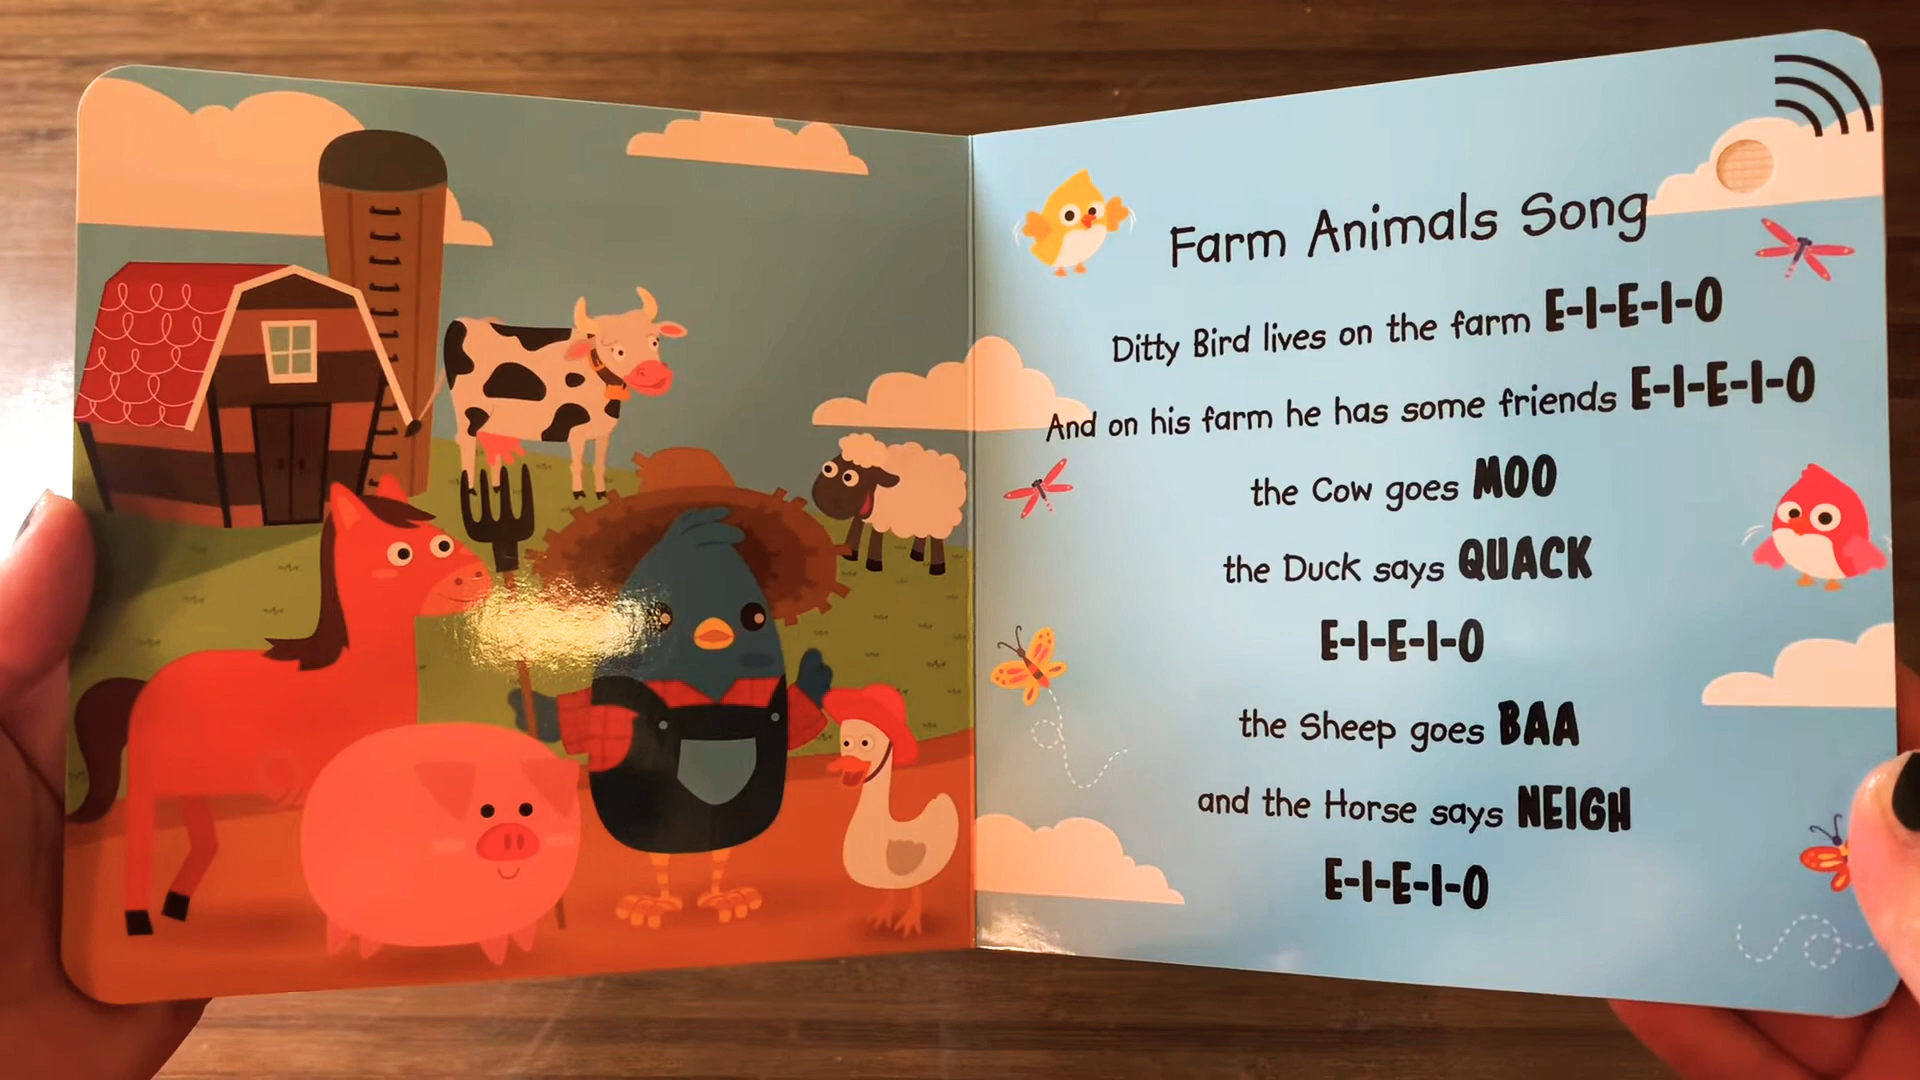 Farm Animals Song
Ditty Bird lives on the farm E-I-E-I-O
And on his farm he has some friends E-I-E-I-O
the Cow goes MOO
the Duck says QUACK
E-I-E-I-O
the Sheep goes BAA
and the Horse says NEIGH
E-I-E-I-O